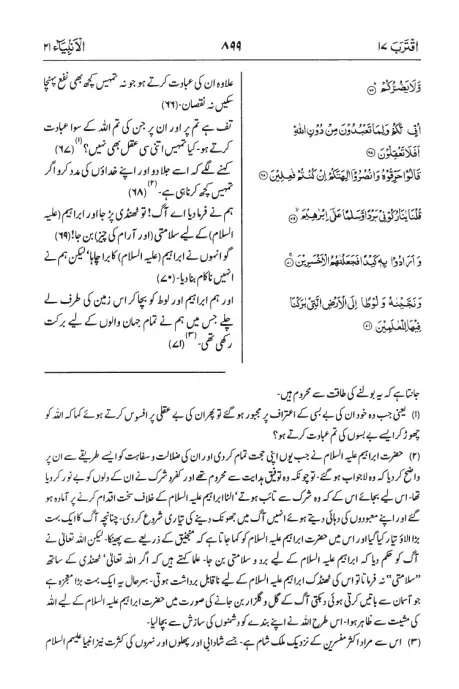 اقترب ١٧ ٨٩٩ الأنبياء ٢١
وَلَا يَضُرُّكُمْ ۝
أُفٍّ لَّكُمْ وَلِمَا تَعْبُدُونَ مِن دُونِ اللَّهِ
أَفَلَا تَعْقِلُونَ ۝
قَالُوا حَرِّقُوهُ وَانصُرُوا آلِهَتَكُمْ إِن كُنتُمْ فَاعِلِينَ ۝
قُلْنَا يَا نَارُ كُونِي بَرْدًا وَسَلَامًا عَلَىٰ إِبْرَاهِيمَ ۝
وَأَرَادُوا بِهِ كَيْدًا فَجَعَلْنَاهُمُ الْأَخْسَرِينَ ۝
وَنَجَّيْنَاهُ وَلُوطًا إِلَى الْأَرْضِ الَّتِي بَارَكْنَا
فِيهَا لِلْعَالَمِينَ ۝
علاوہ ان کی عبادت کرتے ہو جو نہ تمہیں کچھ بھی نفع پہنچا
سکیں نہ نقصان۔ (۶۶)
تف ہے تم پر اور ان پر جن کی تم اللہ کے سوا عبادت
کرتے ہو۔ کیا تمہیں اتنی سی عقل بھی نہیں؟ (۱) (۶۷)
کہنے لگے کہ اسے جلا دو اور اپنے خداؤں کی مدد کرو اگر
تمہیں کچھ کرنا ہی ہے۔ (۲) (۶۸)
ہم نے فرما دیا اے آگ! تو ٹھنڈی پڑ جا اور ابراہیم (علیہ
السلام) کے لیے سلامتی (اور آرام کی چیز) بن جا! (۶۹)
گو انہوں نے ابراہیم (علیہ السلام) کا برا چاہا، لیکن ہم نے
انہیں ناکام بنا دیا۔ (۷۰)
اور ہم ابراہیم اور لوط کو بچا کر اس زمین کی طرف لے
چلے جس میں ہم نے تمام جہان والوں کے لیے برکت
رکھی تھی۔ (۳) (۷۱)
جانتا ہے کہ یہ بولنے کی طاقت سے محروم ہیں۔
(۱) یعنی جب وہ خود ان کی بے بسی کے اعتراف پر مجبور ہو گئے تو پھر ان کی بے عقلی پر افسوس کرتے ہوئے کہا کہ اللہ کو
چھوڑ کر ایسے بے بسوں کی تم عبادت کرتے ہو؟
(۲) حضرت ابراہیم علیہ السلام نے جب یوں اپنی حجت تمام کر دی اور ان کی ضلالت و سفاہت کو ایسے طریقے سے ان پر
واضح کر دیا کہ وہ لاجواب ہو گئے۔ تو چونکہ وہ توفیق ہدایت سے محروم تھے اور کفر و شرک نے ان کے دلوں کو بے نور کر دیا
تھا۔ اس لیے بجائے اس کے کہ وہ شرک سے تائب ہوتے، الٹا ابراہیم علیہ السلام کے خلاف سخت اقدام کرنے پر آمادہ ہو
گئے اور اپنے معبودوں کی دہائی دیتے ہوئے انہیں آگ میں جھونک دینے کی تیاری شروع کر دی۔ چنانچہ آگ کا ایک بہت
بڑا الاؤ تیار کیا گیا اور اس میں حضرت ابراہیم علیہ السلام کو کہا جاتا ہے کہ منجنیق کے ذریعے سے پھینکا۔ لیکن اللہ تعالیٰ نے
آگ کو حکم دیا کہ ابراہیم علیہ السلام کے لیے برد و سلامتی بن جا۔ علما کہتے ہیں کہ اگر اللہ تعالیٰ، ٹھنڈی کے ساتھ
"سلامتی" نہ فرماتا تو اس کی ٹھنڈک ابراہیم علیہ السلام کے لیے ناقابل برداشت ہوتی۔ بہرحال یہ ایک بہت بڑا معجزہ ہے
جو آسمان سے باتیں کرتی ہوئی دہکتی آگ کے گل و گلزار بن جانے کی صورت میں حضرت ابراہیم علیہ السلام کے لیے اللہ
کی مشیت سے ظاہر ہوا۔ اس طرح اللہ نے اپنے بندے کو دشمنوں کی سازش سے بچا لیا۔
(۳) اس سے مراد اکثر مفسرین کے نزدیک ملک شام ہے۔ جسے شادابی اور پھلوں اور نہروں کی کثرت نیز انبیا علیہم السلام